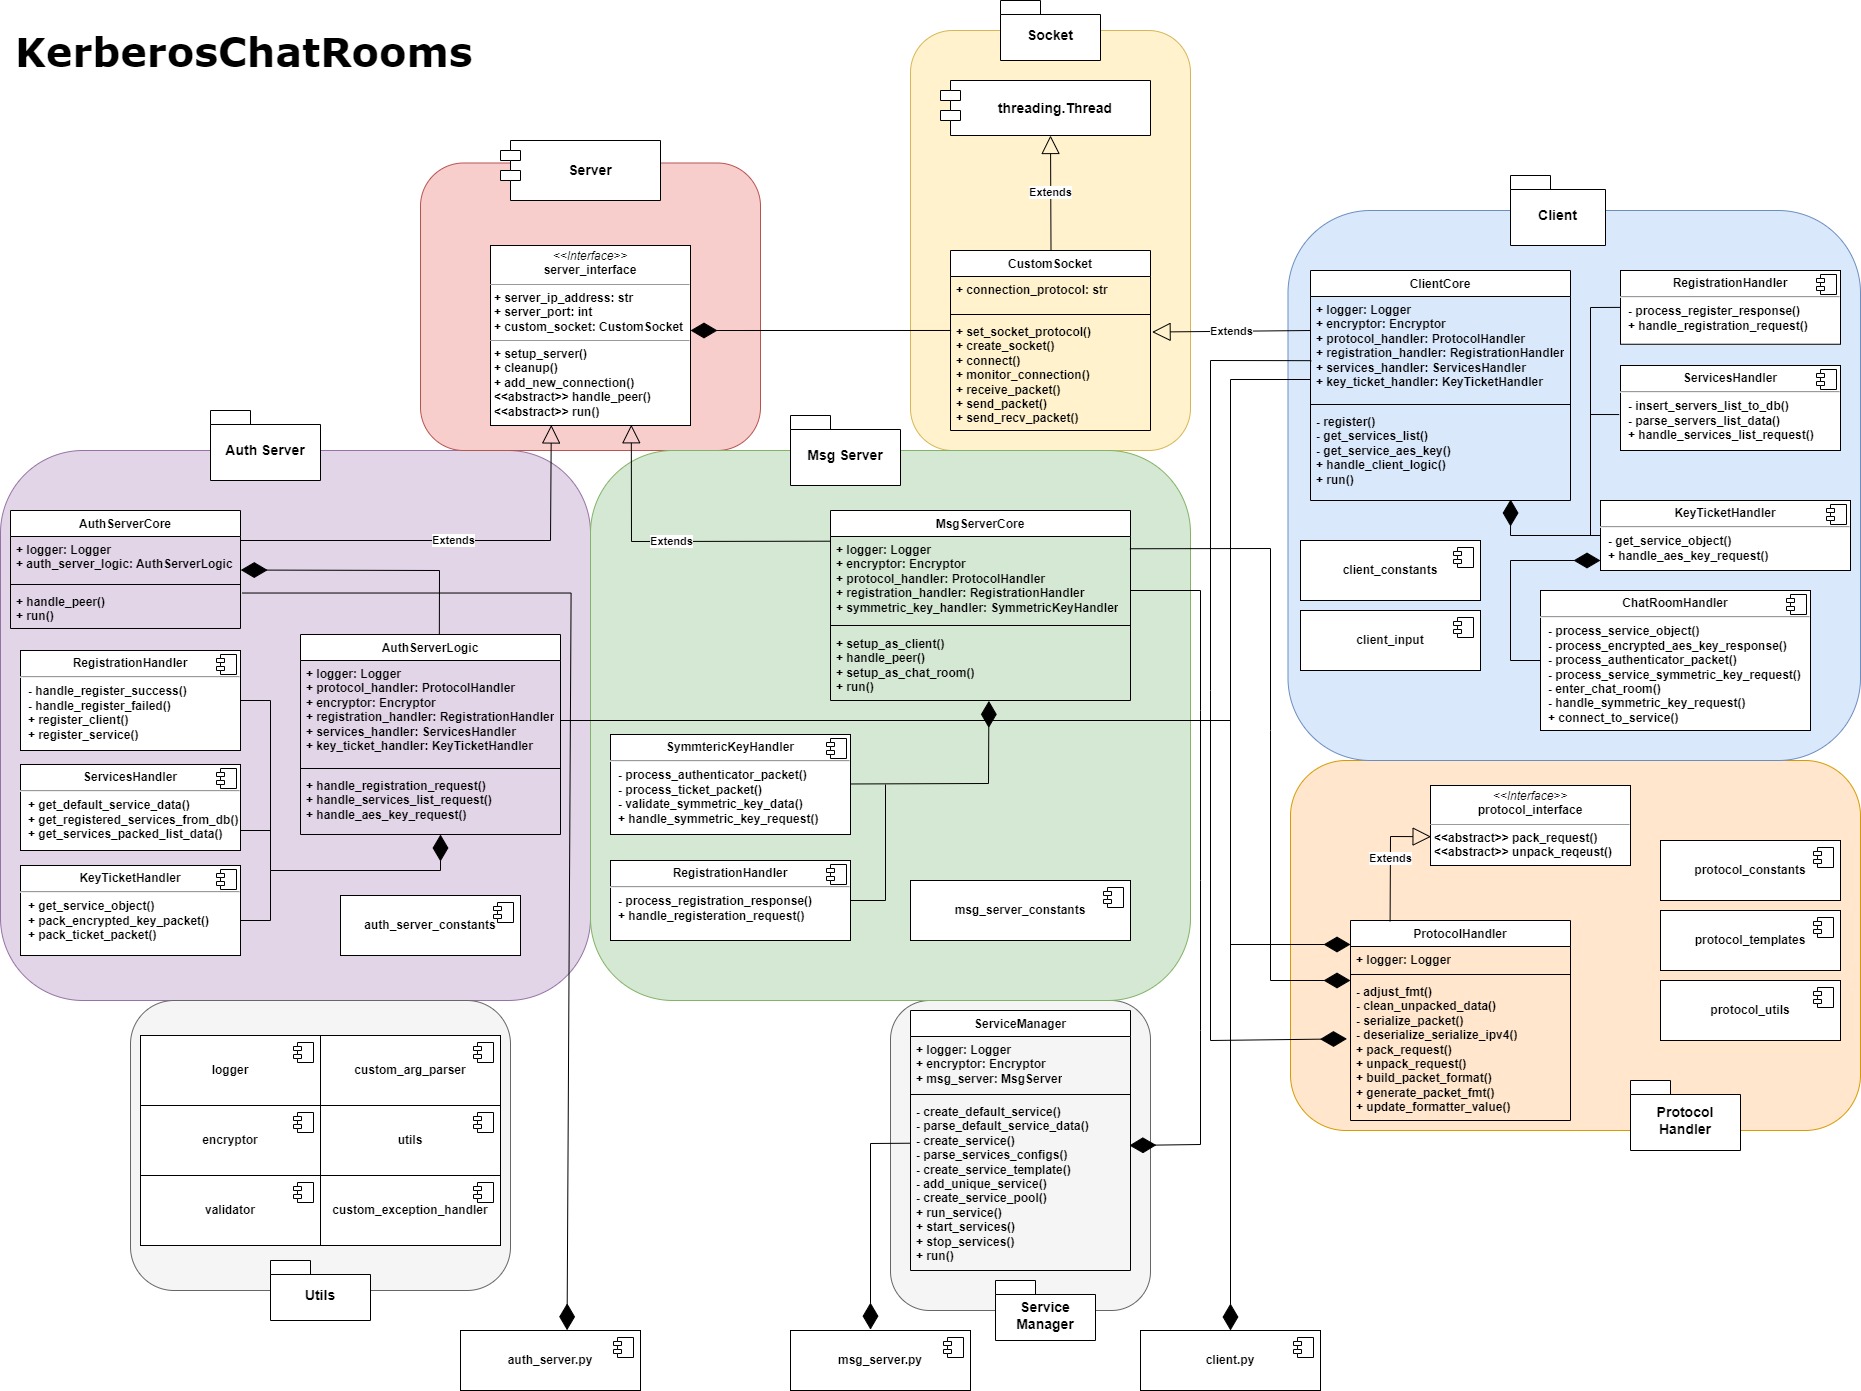 KerberosChatRooms
Socket
threading.Thread
Extends
CustomSocket
+ connection_protocol: str
+ set_socket_protocol()
+ create_socket()
+ connect()
+ monitor_connection()
+ receive_packet()
+ send_packet()
+ send_recv_packet()
Server
<<Interface>>
server_interface
+ server_ip_address: str
+ server_port: int
+ custom_socket: CustomSocket
+ setup_server()
+ cleanup()
+ add_new_connection()
<<abstract>> handle_peer()
<<abstract>> run()
Extends
Client
ClientCore
+ logger: Logger
+ encryptor: Encryptor
+ protocol_handler: ProtocolHandler
+ registration_handler: RegistrationHandler
+ services_handler: ServicesHandler
+ key_ticket_handler: KeyTicketHandler
- register()
- get_services_list()
- get_service_aes_key()
+ handle_client_logic()
+ run()
RegistrationHandler
- process_register_response()
+ handle_registration_request()
ServicesHandler
- insert_servers_list_to_db()
- parse_servers_list_data()
+ handle_services_list_request()
KeyTicketHandler
- get_service_object()
+ handle_aes_key_request()
client_constants
client_input
ChatRoomHandler
- process_service_object()
- process_encrypted_aes_key_response()
- process_authenticator_packet()
- process_service_symmetric_key_request()
- enter_chat_room()
- handle_symmetric_key_request()
+ connect_to_service()
Auth Server
AuthServerCore
+ logger: Logger
+ auth_server_logic: AuthServerLogic
+ handle_peer()
+ run()
Extends
AuthServerLogic
+ logger: Logger
+ protocol_handler: ProtocolHandler
+ encryptor: Encryptor
+ registration_handler: RegistrationHandler
+ services_handler: ServicesHandler
+ key_ticket_handler: KeyTicketHandler
+ handle_registration_request()
+ handle_services_list_request()
+ handle_aes_key_request()
RegistrationHandler
- handle_register_success()
- handle_register_failed()
+ register_client()
+ register_service()
ServicesHandler
+ get_default_service_data()
+ get_registered_services_from_db()
+ get_services_packed_list_data()
KeyTicketHandler
+ get_service_object()
+ pack_encrypted_key_packet()
+ pack_ticket_packet()
auth_server_constants
Msg Server
Extends
MsgServerCore
+ logger: Logger
+ encryptor: Encryptor
+ protocol_handler: ProtocolHandler
+ registration_handler: RegistrationHandler
+ symmetric_key_handler: SymmetricKeyHandler
+ setup_as_client()
+ handle_peer()
+ setup_as_chat_room()
+ run()
SymmtericKeyHandler
- process_authenticator_packet()
- process_ticket_packet()
- validate_symmetric_key_data()
+ handle_symmetric_key_request()
RegistrationHandler
- process_registration_response()
+ handle_registeration_request()
msg_server_constants
<<Interface>>
protocol_interface
<<abstract>> pack_request()
<<abstract>> unpack_reqeust()
Extends
ProtocolHandler
+ logger: Logger
- adjust_fmt()
- clean_unpacked_data()
- serialize_packet()
- deserialize_serialize_ipv4()
+ pack_request()
+ unpack_request()
+ build_packet_format()
+ generate_packet_fmt()
+ update_formatter_value()
protocol_constants
protocol_templates
protocol_utils
Protocol
Handler
logger
custom_arg_parser
encryptor
utils
validator
custom_exception_handler
Utils
ServiceManager
+ logger: Logger
+ encryptor: Encryptor
+ msg_server: MsgServer
- create_default_service()
- parse_default_service_data()
- create_service()
- parse_services_configs()
- create_service_template()
- add_unique_service()
- create_service_pool()
+ run_service()
+ start_services()
+ stop_services()
+ run()
Service
Manager
auth_server.py
msg_server.py
client.py